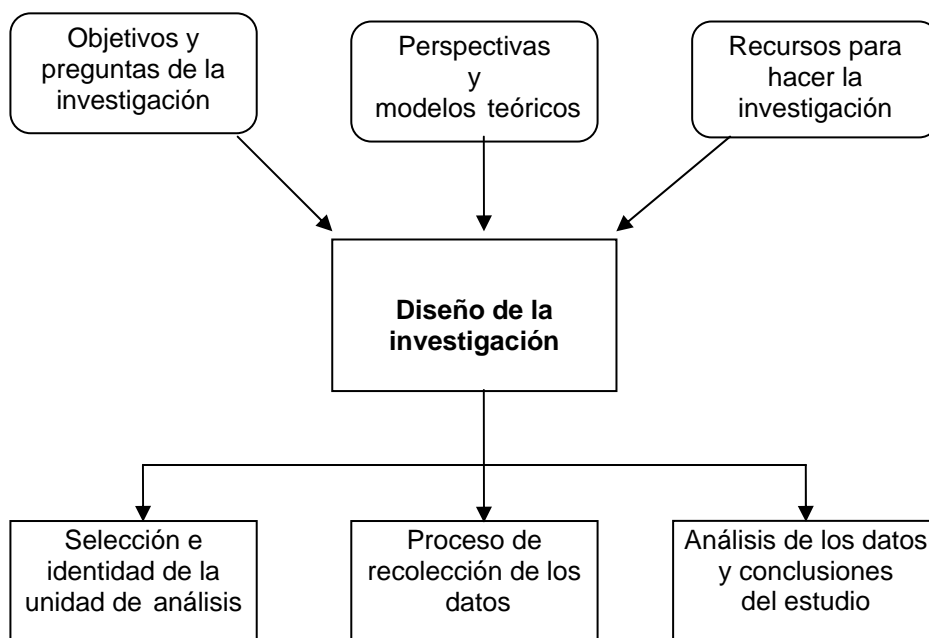 Objetivos y
preguntas de la
investigación
Perspectivas
y
modelos teóricos
Recursos para
hacer la
investigación
Diseño de la
investigación
Selección e
identidad de la
unidad de análisis
Proceso de
recolección de los
datos
Análisis de los datos
y conclusiones
del estudio